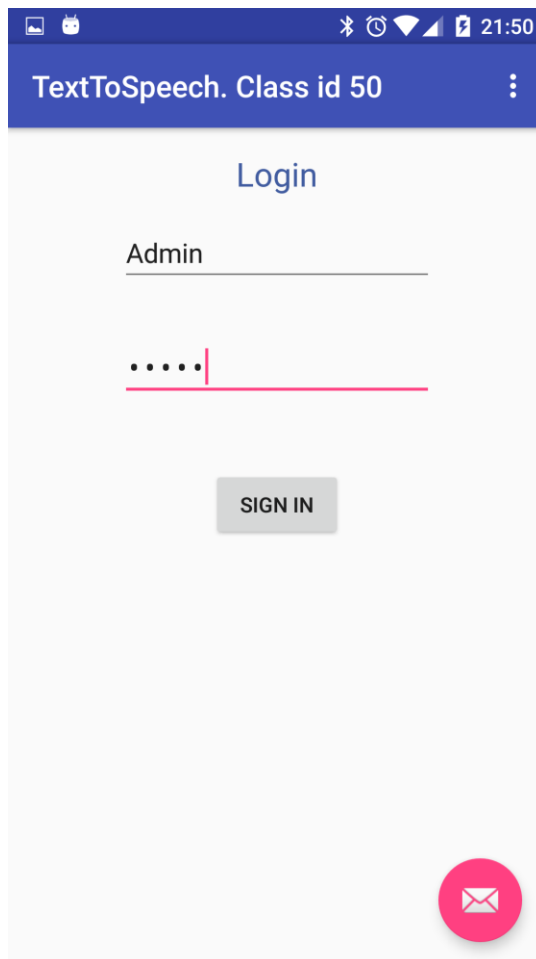 21:50
TextToSpeech. Class id 50
Login
Admin
•••••
SIGN IN